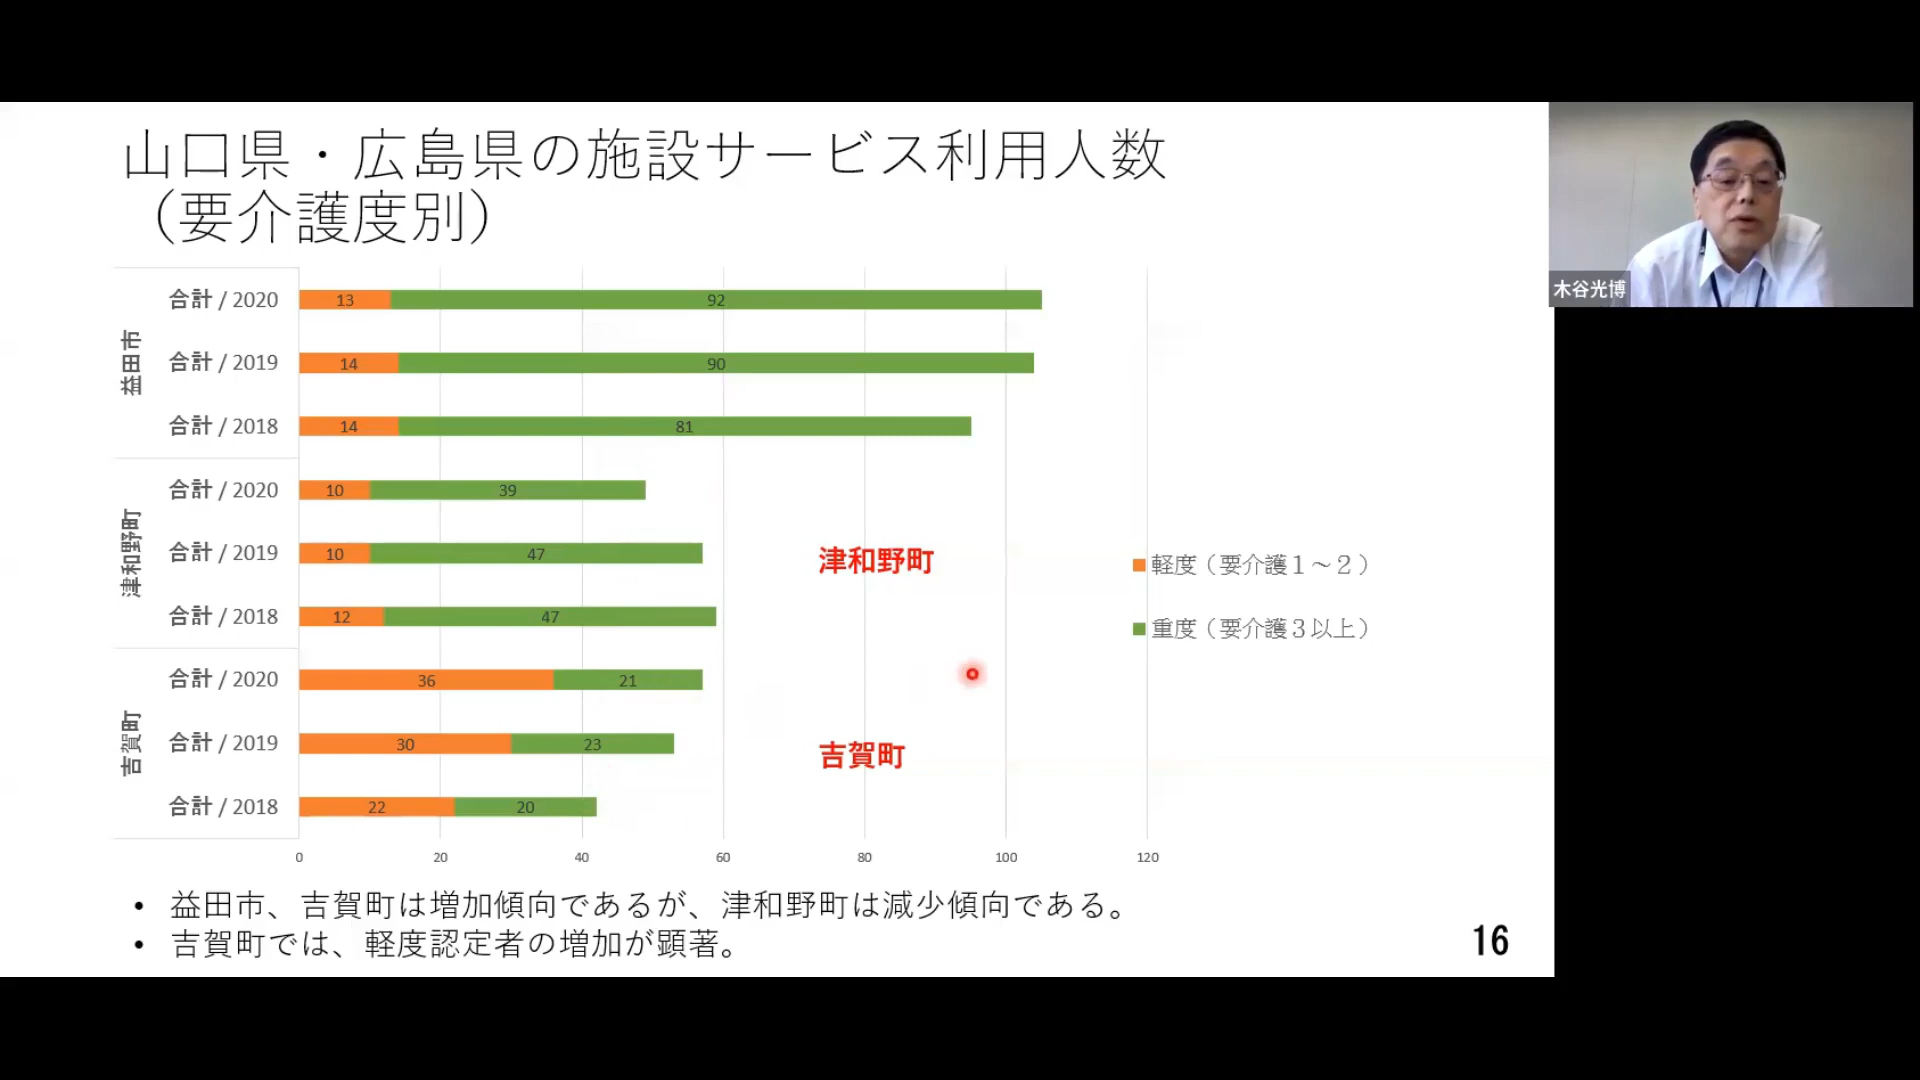 山口県・広島県の施設サービス利用人数
（要介護度別）
益田市
合計 / 2020 13 92
合計 / 2019 14 90
合計 / 2018 14 81
津和野町
合計 / 2020 10 39
合計 / 2019 10 47
合計 / 2018 12 47
吉賀町
合計 / 2020 36 21
合計 / 2019 30 23
合計 / 2018 22 20
0 20 40 60 80 100 120
津和野町
吉賀町
軽度（要介護１～２）
重度（要介護３以上）
• 益田市、吉賀町は増加傾向であるが、津和野町は減少傾向である。
• 吉賀町では、軽度認定者の増加が顕著。
16
木谷光博